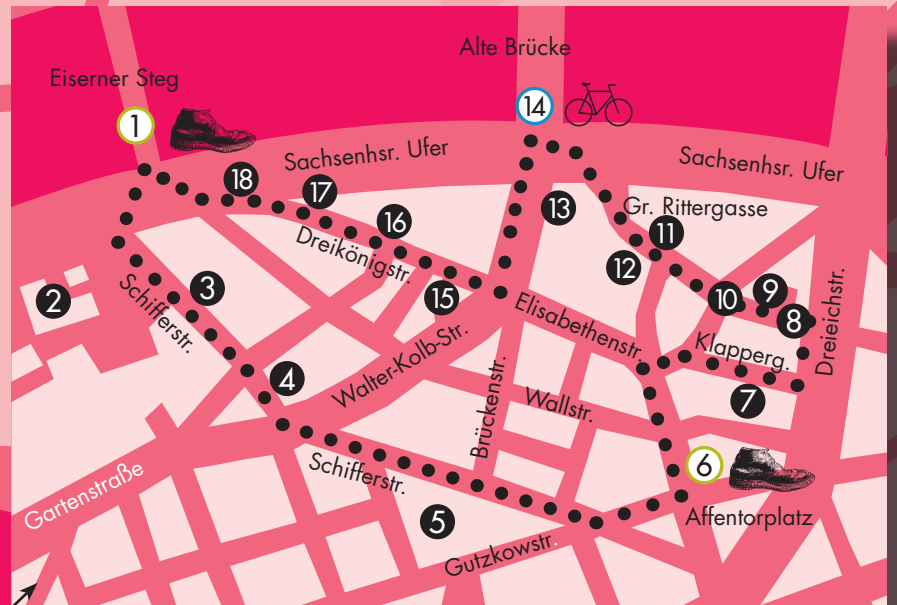 Alte Brücke
Eiserner Steg
14
1
Sachsenhsr. Ufer
Sachsenhsr. Ufer
18
17
Gr. Rittergasse
13
16
11
Dreikönigstr.
12
2
3
Schifferstr.
15
10
9
8
Dreieichstr.
Elisabethenstr.
Klapperg.
4
Walter-Kolb-Str.
Brückenstr.
Wallstr.
7
Schifferstr.
6
Gartenstraße
5
Affentorplatz
Gutzkowstr.